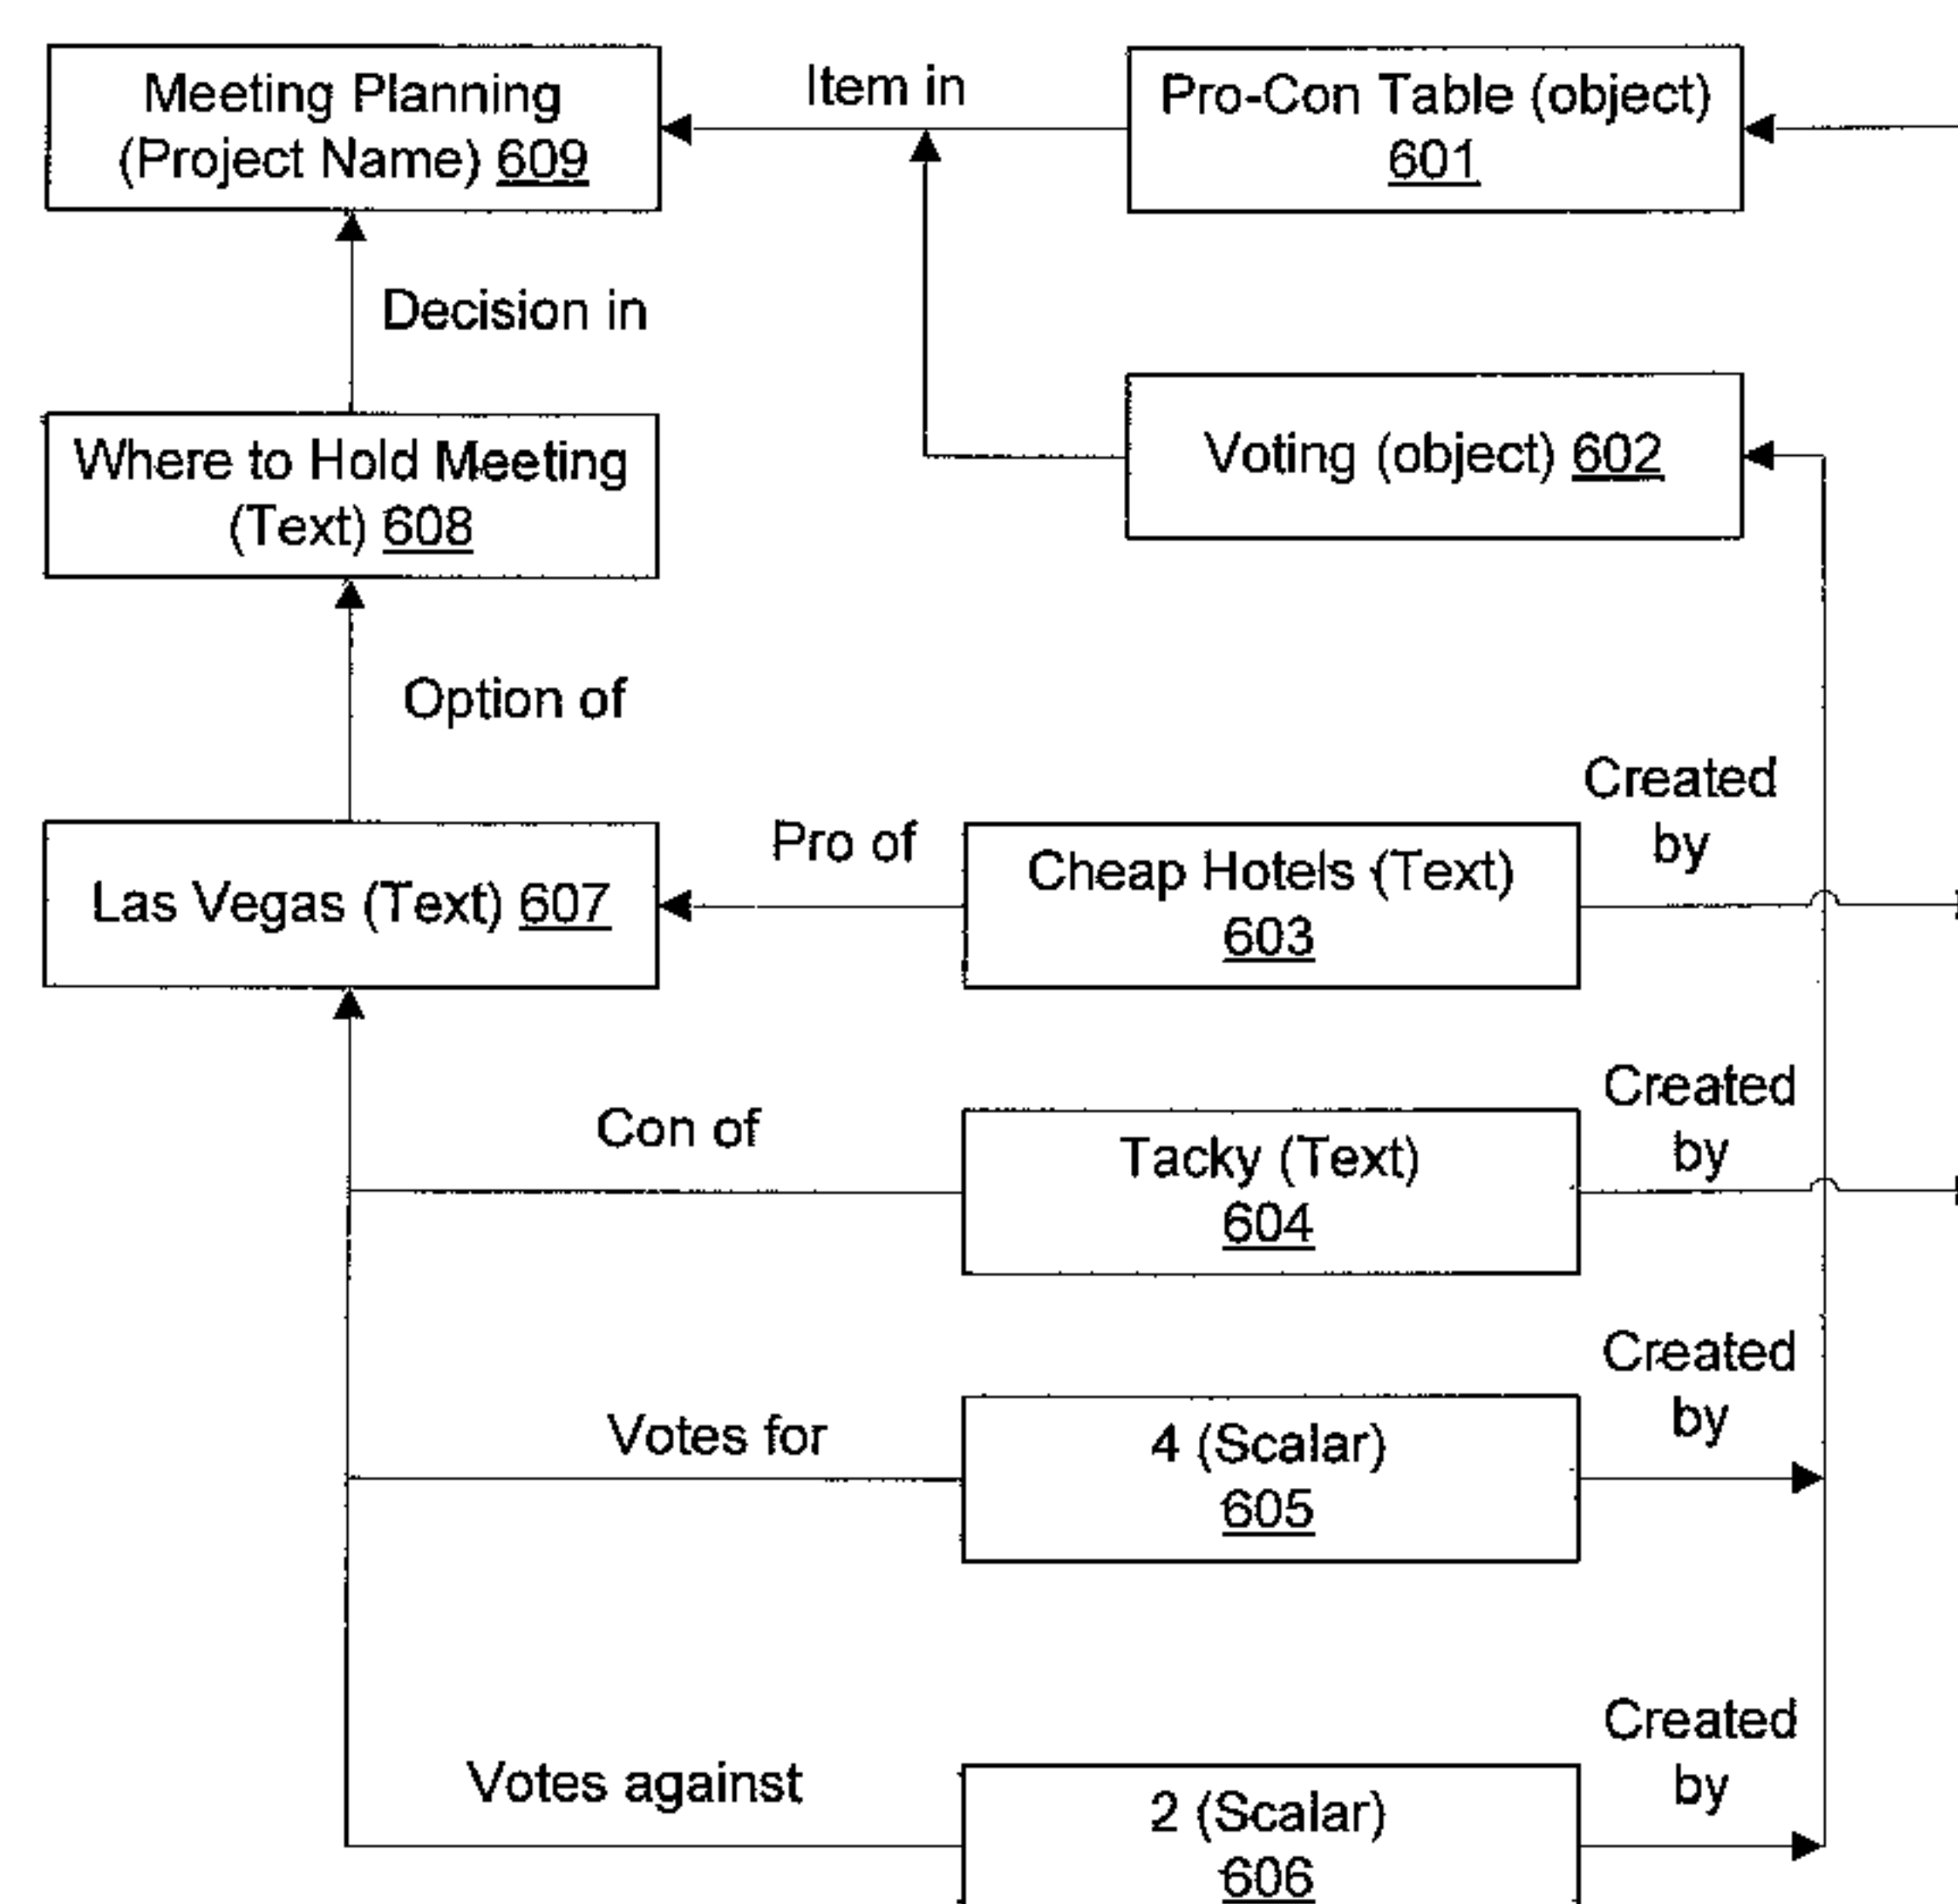 Meeting Planning
(Project Name) 609
Item in
Pro-Con Table (object)
601
Decision in
Where to Hold Meeting
(Text) 608
Voting (object) 602
Option of
Las Vegas (Text) 607
Pro of
Cheap Hotels (Text)
603
Created
by
Con of
Tacky (Text)
604
Created
by
Votes for
4 (Scalar)
605
Created
by
Votes against
2 (Scalar)
606
Created
by